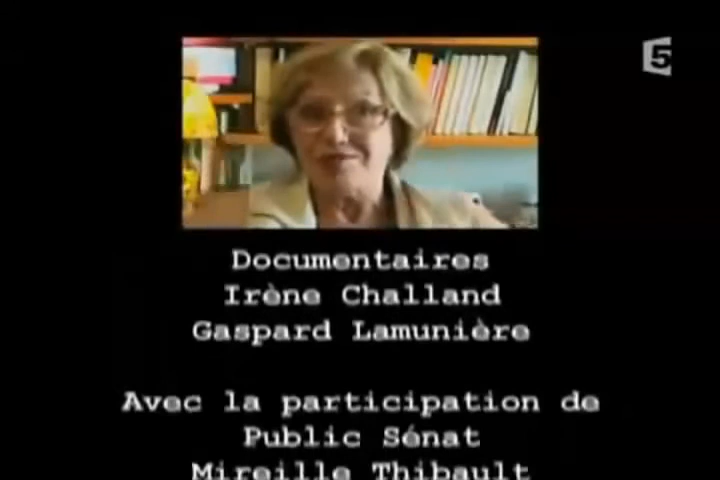 5
Documentaires
Irène Challand
Gaspard Lamunière
Avec la participation de
Public Sénat
Mireille Thibault